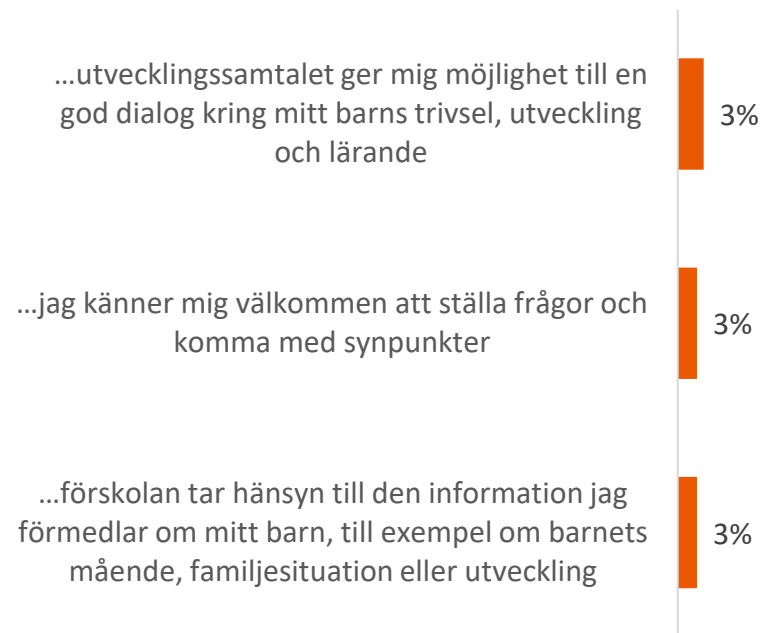 ...utvecklingssamtalet ger mig möjlighet till en
god dialog kring mitt barns trivsel, utveckling
och lärande
3%
...jag känner mig välkommen att ställa frågor och
komma med synpunkter
3%
...förskolan tar hänsyn till den information jag
förmedlar om mitt barn, till exempel om barnets
mående, familjesituation eller utveckling
3%